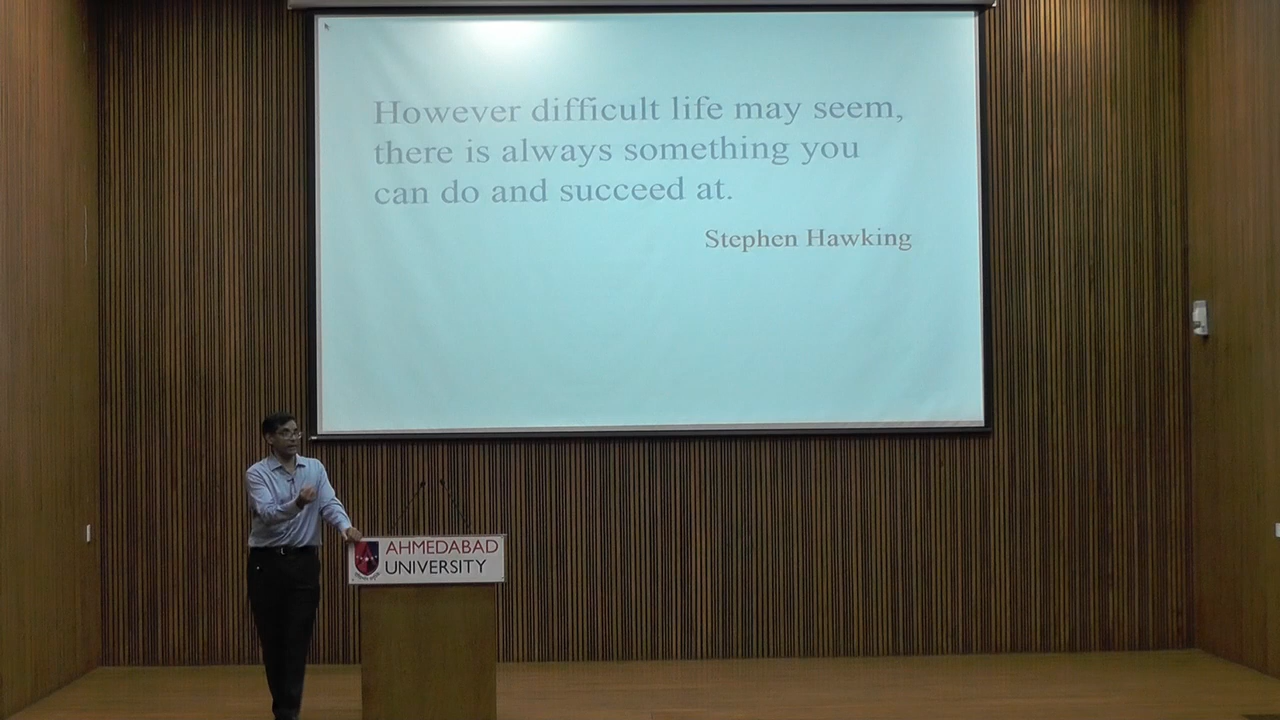 However difficult life may seem,
there is always something you
can do and succeed at.
Stephen Hawking
AHMEDABAD
UNIVERSITY